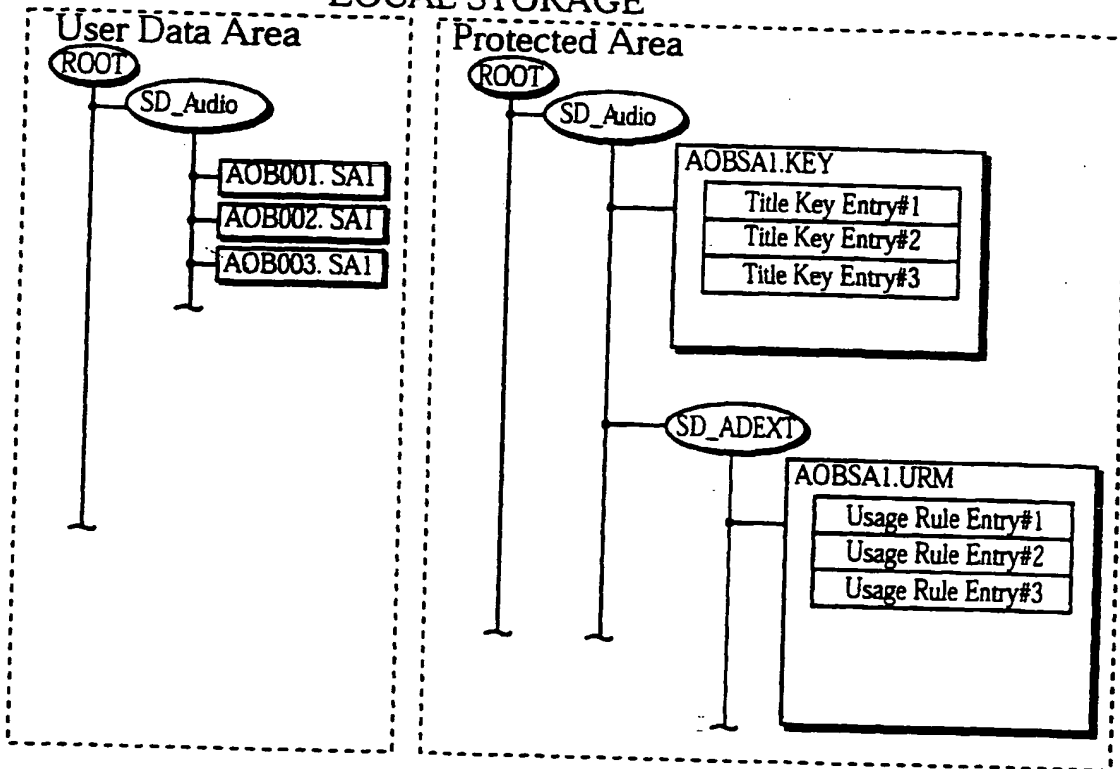 LOCAL STORAGE
User Data Area
ROOT
SD_Audio
AOB001. SA1
AOB002. SA1
AOB003. SA1
Protected Area
ROOT
SD_Audio
AOBSA1.KEY
Title Key Entry#1
Title Key Entry#2
Title Key Entry#3
SD_ADEXT
AOBSA1.URM
Usage Rule Entry#1
Usage Rule Entry#2
Usage Rule Entry#3